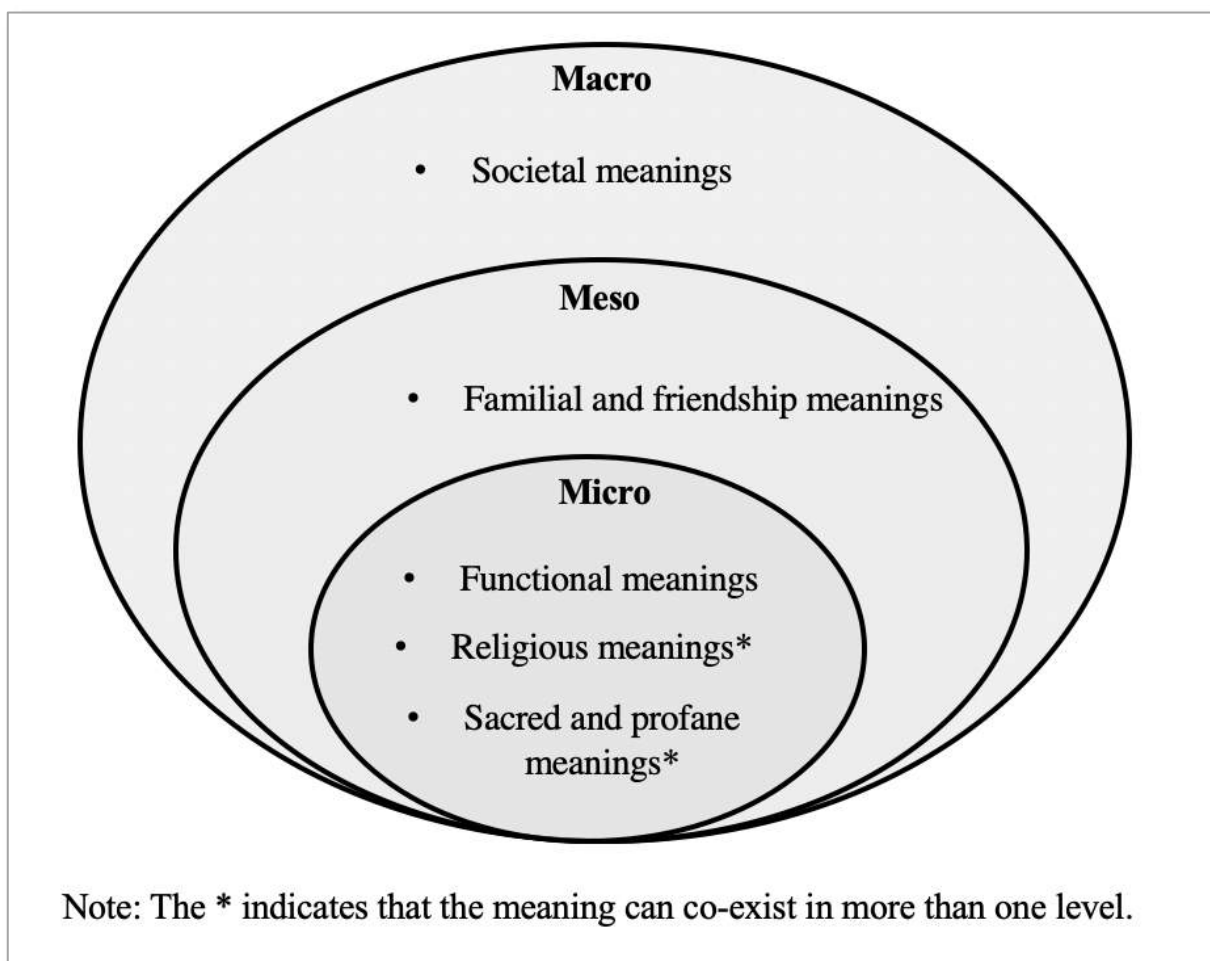 Macro
• Societal meanings
Meso
• Familial and friendship meanings
Micro
• Functional meanings
• Religious meanings*
• Sacred and profane
meanings*
Note: The * indicates that the meaning can co-exist in more than one level.